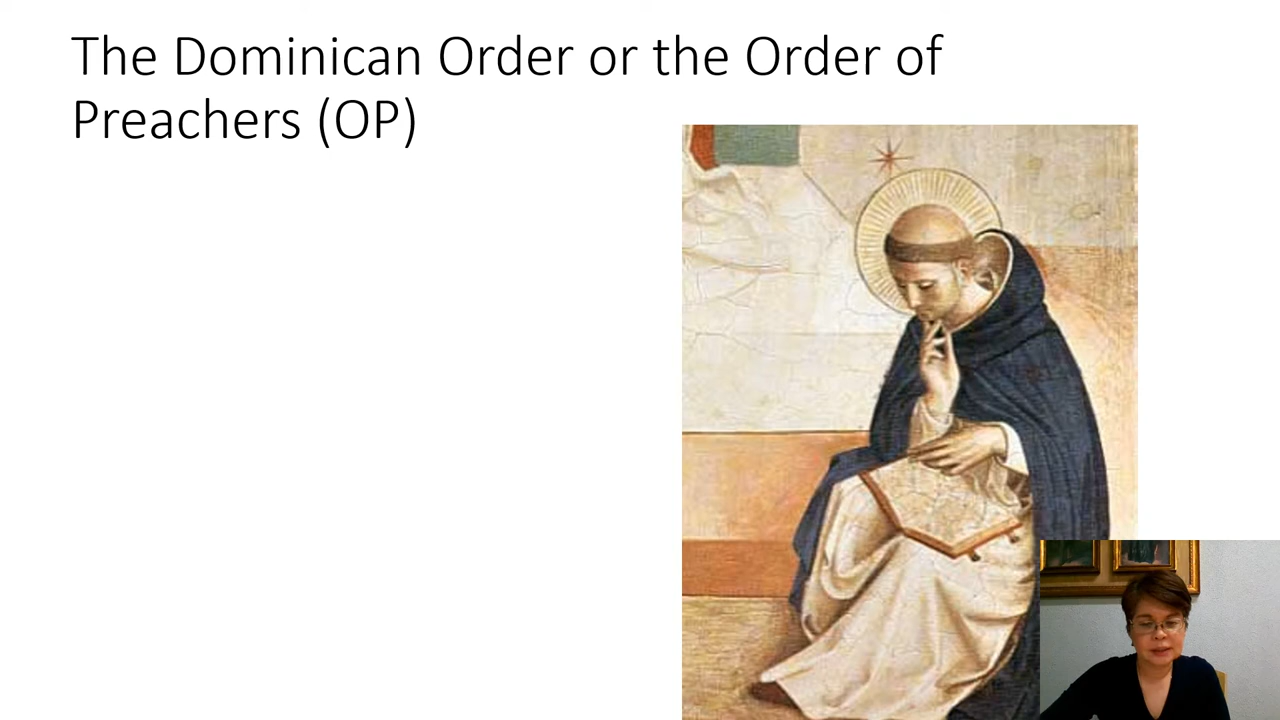 The Dominican Order or the Order of
Preachers (OP)